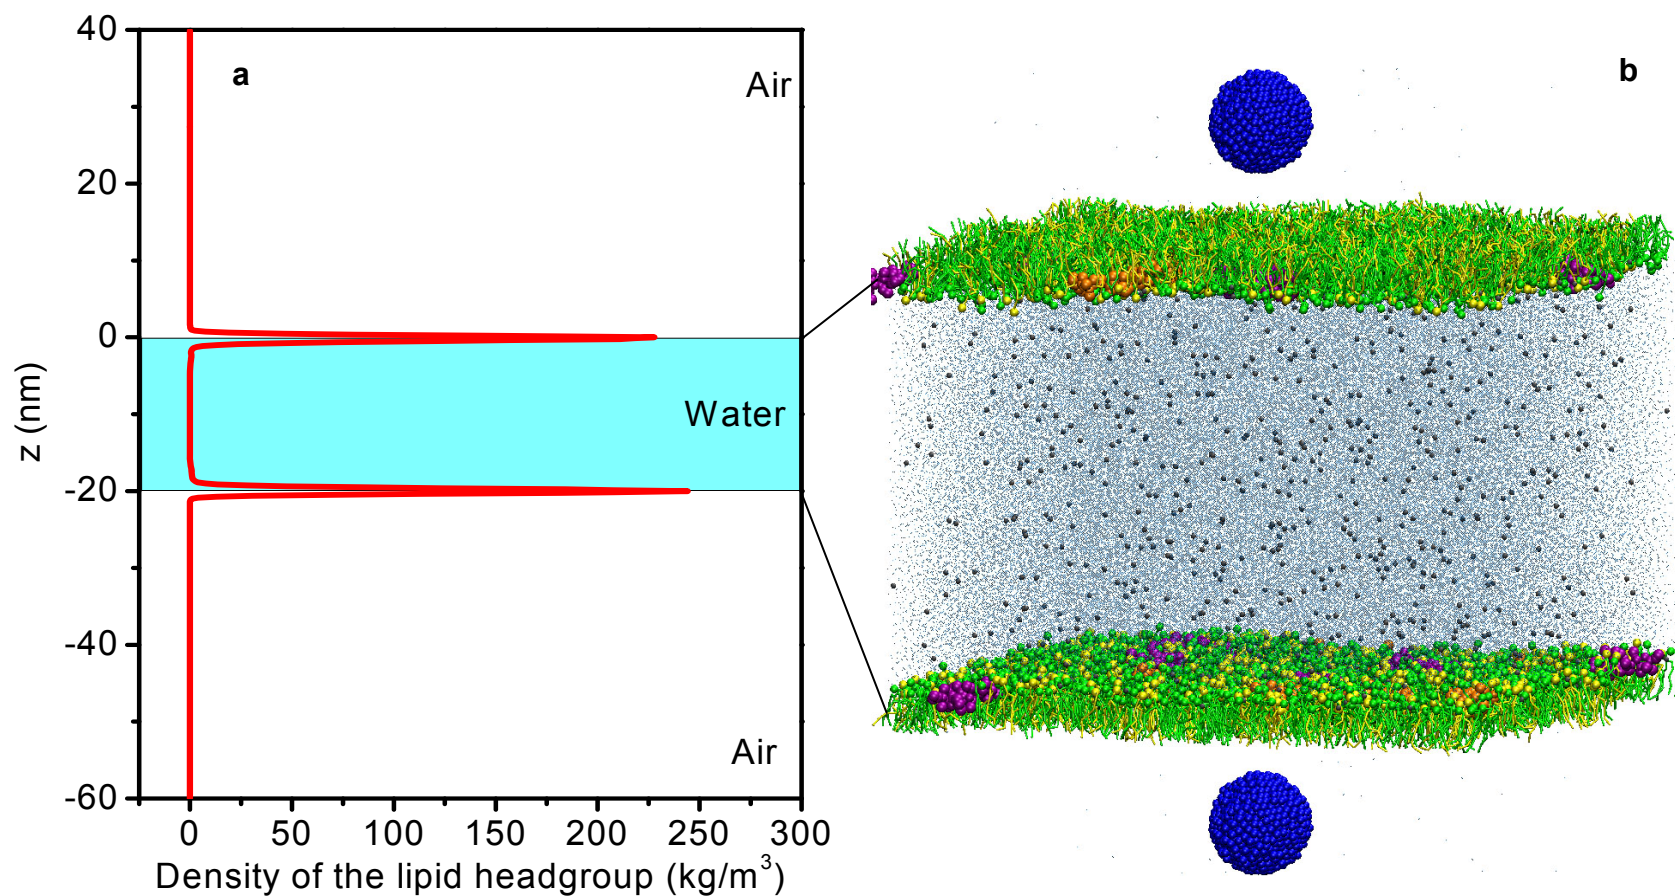 40
a
Air
b
20
0
z (nm)
Water
-20
-40
Air
-60
0 50 100 150 200 250 300
Density of the lipid headgroup (kg/m³)